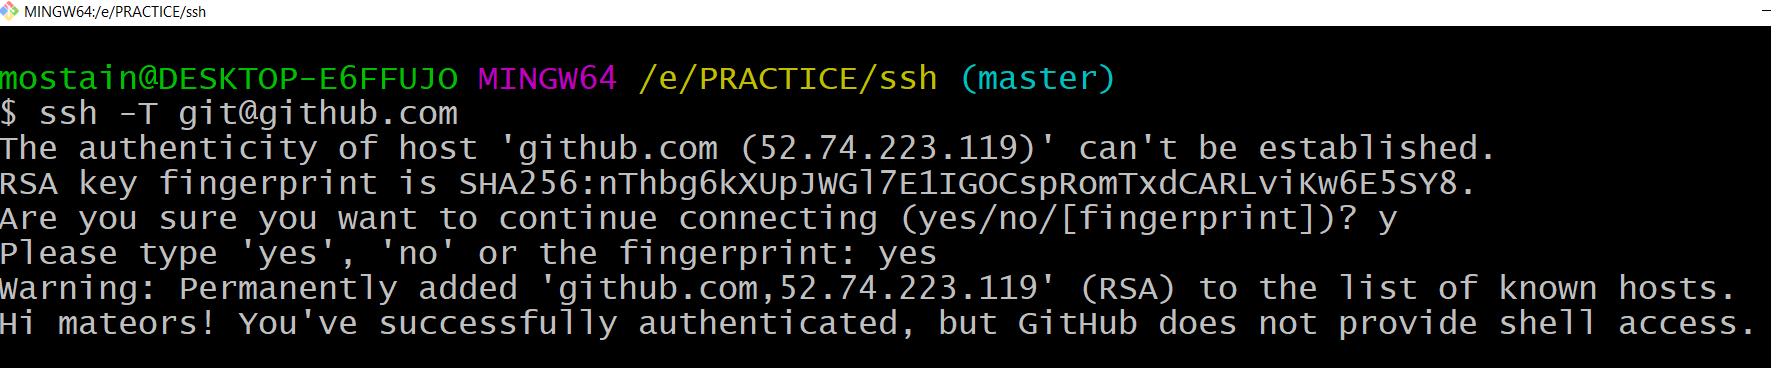 MINGW64:/e/PRACTICE/ssh
mostain@DESKTOP-E6FFUJO MINGW64 /e/PRACTICE/ssh (master)
$ ssh -T git@github.com
The authenticity of host 'github.com (52.74.223.119)' can't be established.
RSA key fingerprint is SHA256:nThbg6kXUpJWGl7E1IGOCspRomTxdCARLviKw6E5SY8.
Are you sure you want to continue connecting (yes/no/[fingerprint])? y
Please type 'yes', 'no' or the fingerprint: yes
Warning: Permanently added 'github.com,52.74.223.119' (RSA) to the list of known hosts.
Hi mateors! You've successfully authenticated, but GitHub does not provide shell access.